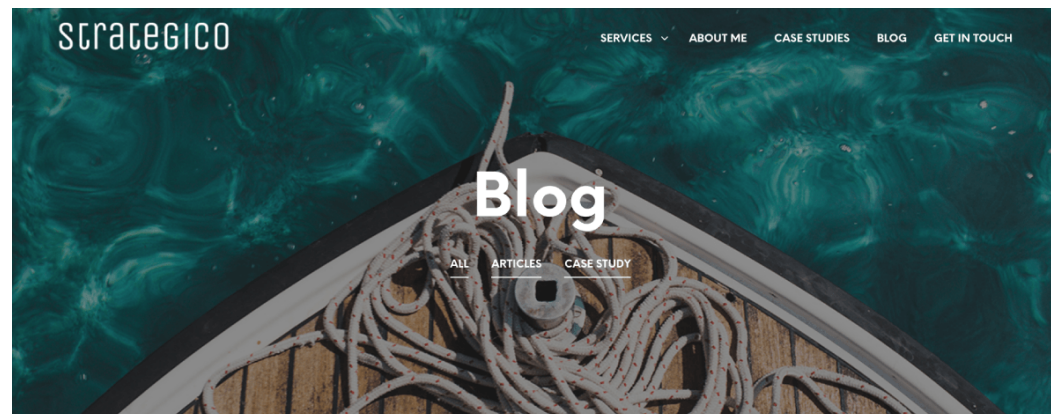 strategico
SERVICES ABOUT ME CASE STUDIES BLOG GET IN TOUCH
Blog
ALL ARTICLES CASE STUDY